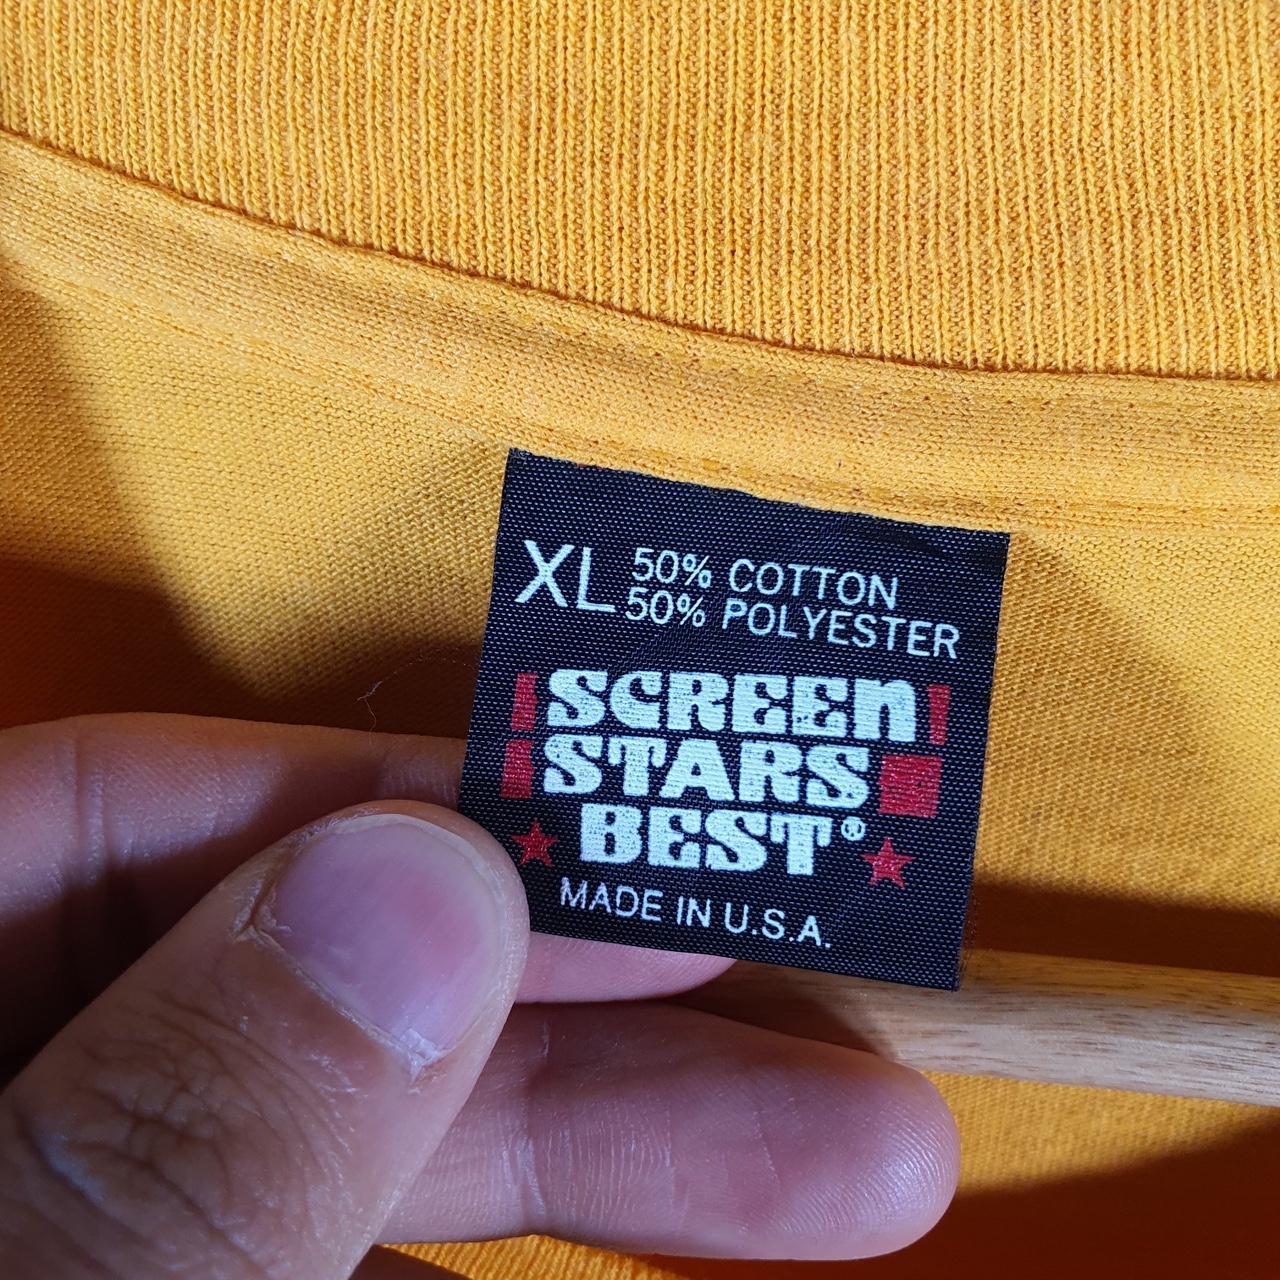 XL 50% COTTON
50% POLYESTER
SCREEN
STARS
BEST®
MADE IN U.S.A.